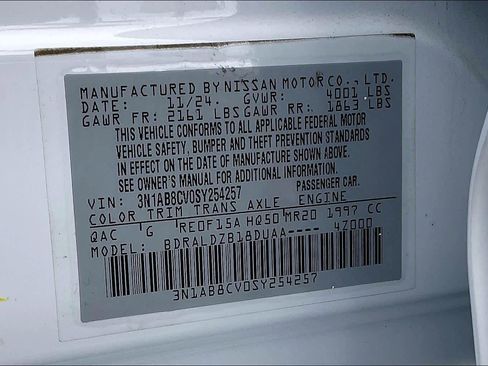 MANUFACTURED BY NISSAN MOTOR CO., LTD.
DATE: 11/24 GVWR: 4001 LBS
GAWR FR: 2161 LBS GAWR RR: 1863 LBS
THIS VEHICLE CONFORMS TO ALL APPLICABLE FEDERAL MOTOR
VEHICLE SAFETY, BUMPER AND THEFT PREVENTION STANDARDS
IN EFFECT ON THE DATE OF MANUFACTURE SHOWN ABOVE.
SEE OWNER'S MANUAL FOR ADDITIONAL INFORMATION.
VIN: 3N1AB8CV0SY254257 PASSENGER CAR.
COLOR TRIM TRANS AXLE ENGINE
QAC G RE0F15A HQ50 MR20 1997 CC
MODEL: BDRALDZB18DUAA---- 4Z000
3N1AB8CV0SY254257